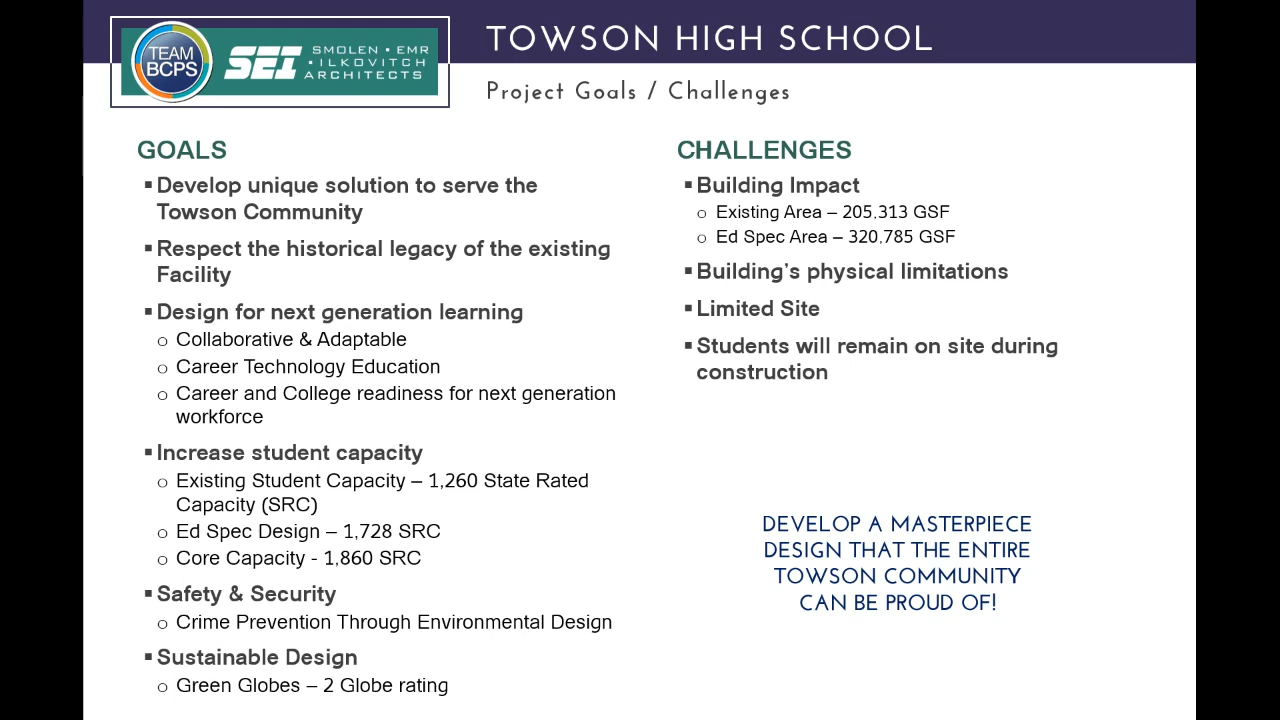 TEAM
BCPS
SEI
SMOLEN • EMR
• ILKOVITCH
ARCHITECTS
TOWSON HIGH SCHOOL
Project Goals / Challenges
GOALS
▪ Develop unique solution to serve the
Towson Community
▪ Respect the historical legacy of the existing
Facility
▪ Design for next generation learning
o Collaborative & Adaptable
o Career Technology Education
o Career and College readiness for next generation
workforce
▪ Increase student capacity
o Existing Student Capacity – 1,260 State Rated
Capacity (SRC)
o Ed Spec Design – 1,728 SRC
o Core Capacity - 1,860 SRC
▪ Safety & Security
o Crime Prevention Through Environmental Design
▪ Sustainable Design
o Green Globes – 2 Globe rating
CHALLENGES
▪ Building Impact
o Existing Area – 205,313 GSF
o Ed Spec Area – 320,785 GSF
▪ Building’s physical limitations
▪ Limited Site
▪ Students will remain on site during
construction
DEVELOP A MASTERPIECE
DESIGN THAT THE ENTIRE
TOWSON COMMUNITY
CAN BE PROUD OF!